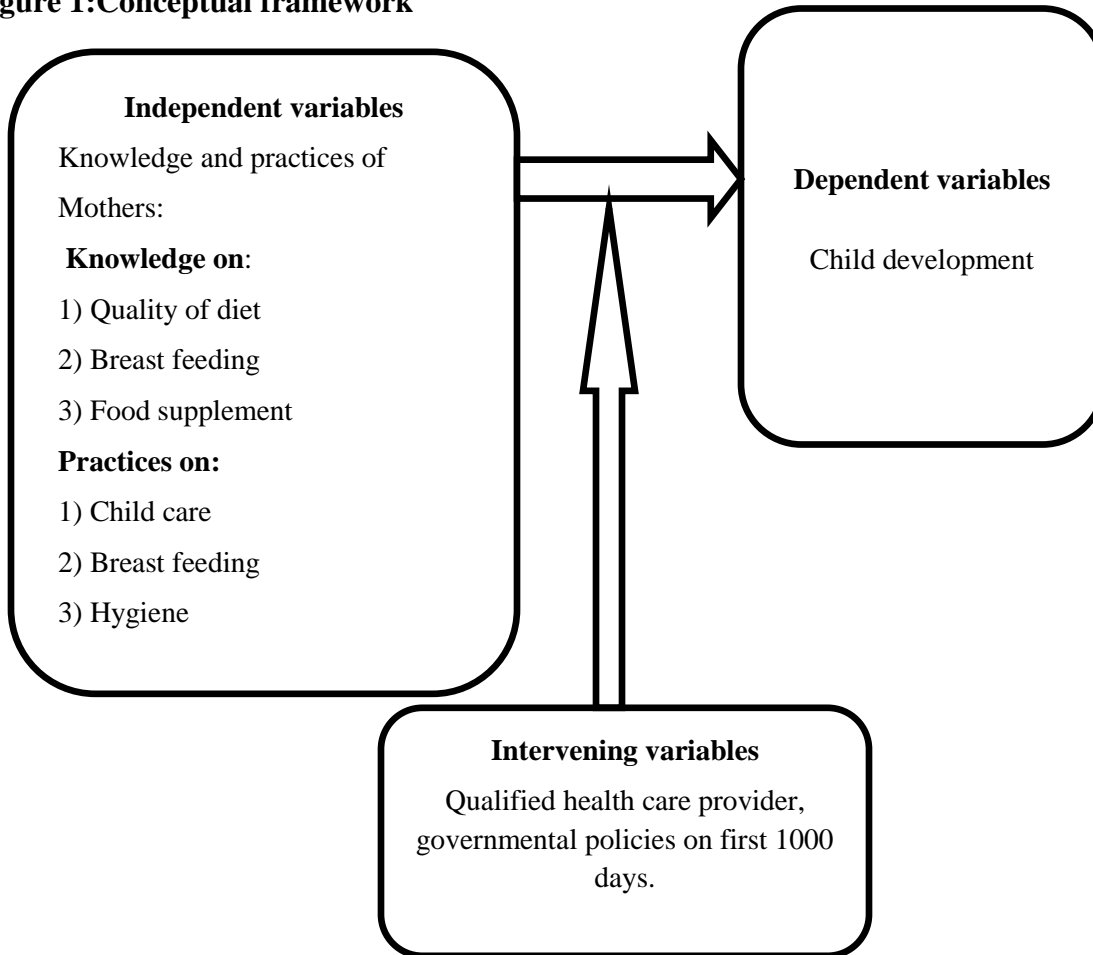 gure 1:Conceptual framework
Independent variables
Knowledge and practices of
Mothers:
Knowledge on:
1) Quality of diet
2) Breast feeding
3) Food supplement
Practices on:
1) Child care
2) Breast feeding
3) Hygiene
Dependent variables
Child development
Intervening variables
Qualified health care provider,
governmental policies on first 1000
days.